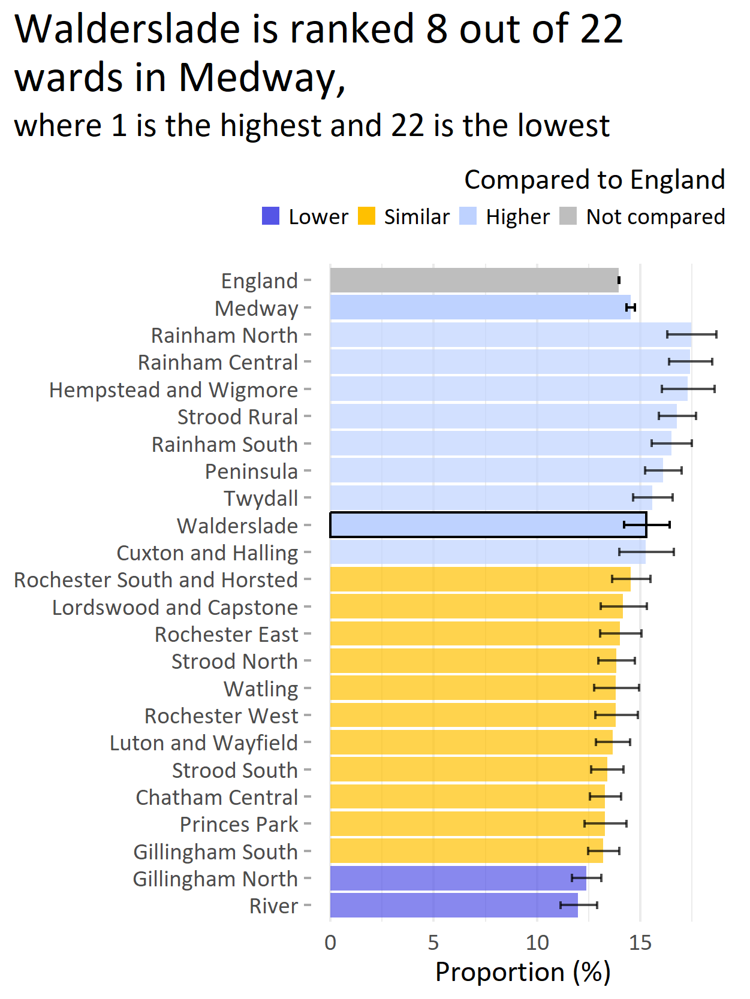 Walderslade is ranked 8 out of 22
wards in Medway,
where 1 is the highest and 22 is the lowest
Compared to England
Lower Similar Higher Not compared
England
Medway
Rainham North
Rainham Central
Hempstead and Wigmore
Strood Rural
Rainham South
Peninsula
Twydall
Walderslade
Cuxton and Halling
Rochester South and Horsted
Lordswood and Capstone
Rochester East
Strood North
Watling
Rochester West
Luton and Wayfield
Strood South
Chatham Central
Princes Park
Gillingham South
Gillingham North
River
0 5 10 15
Proportion (%)